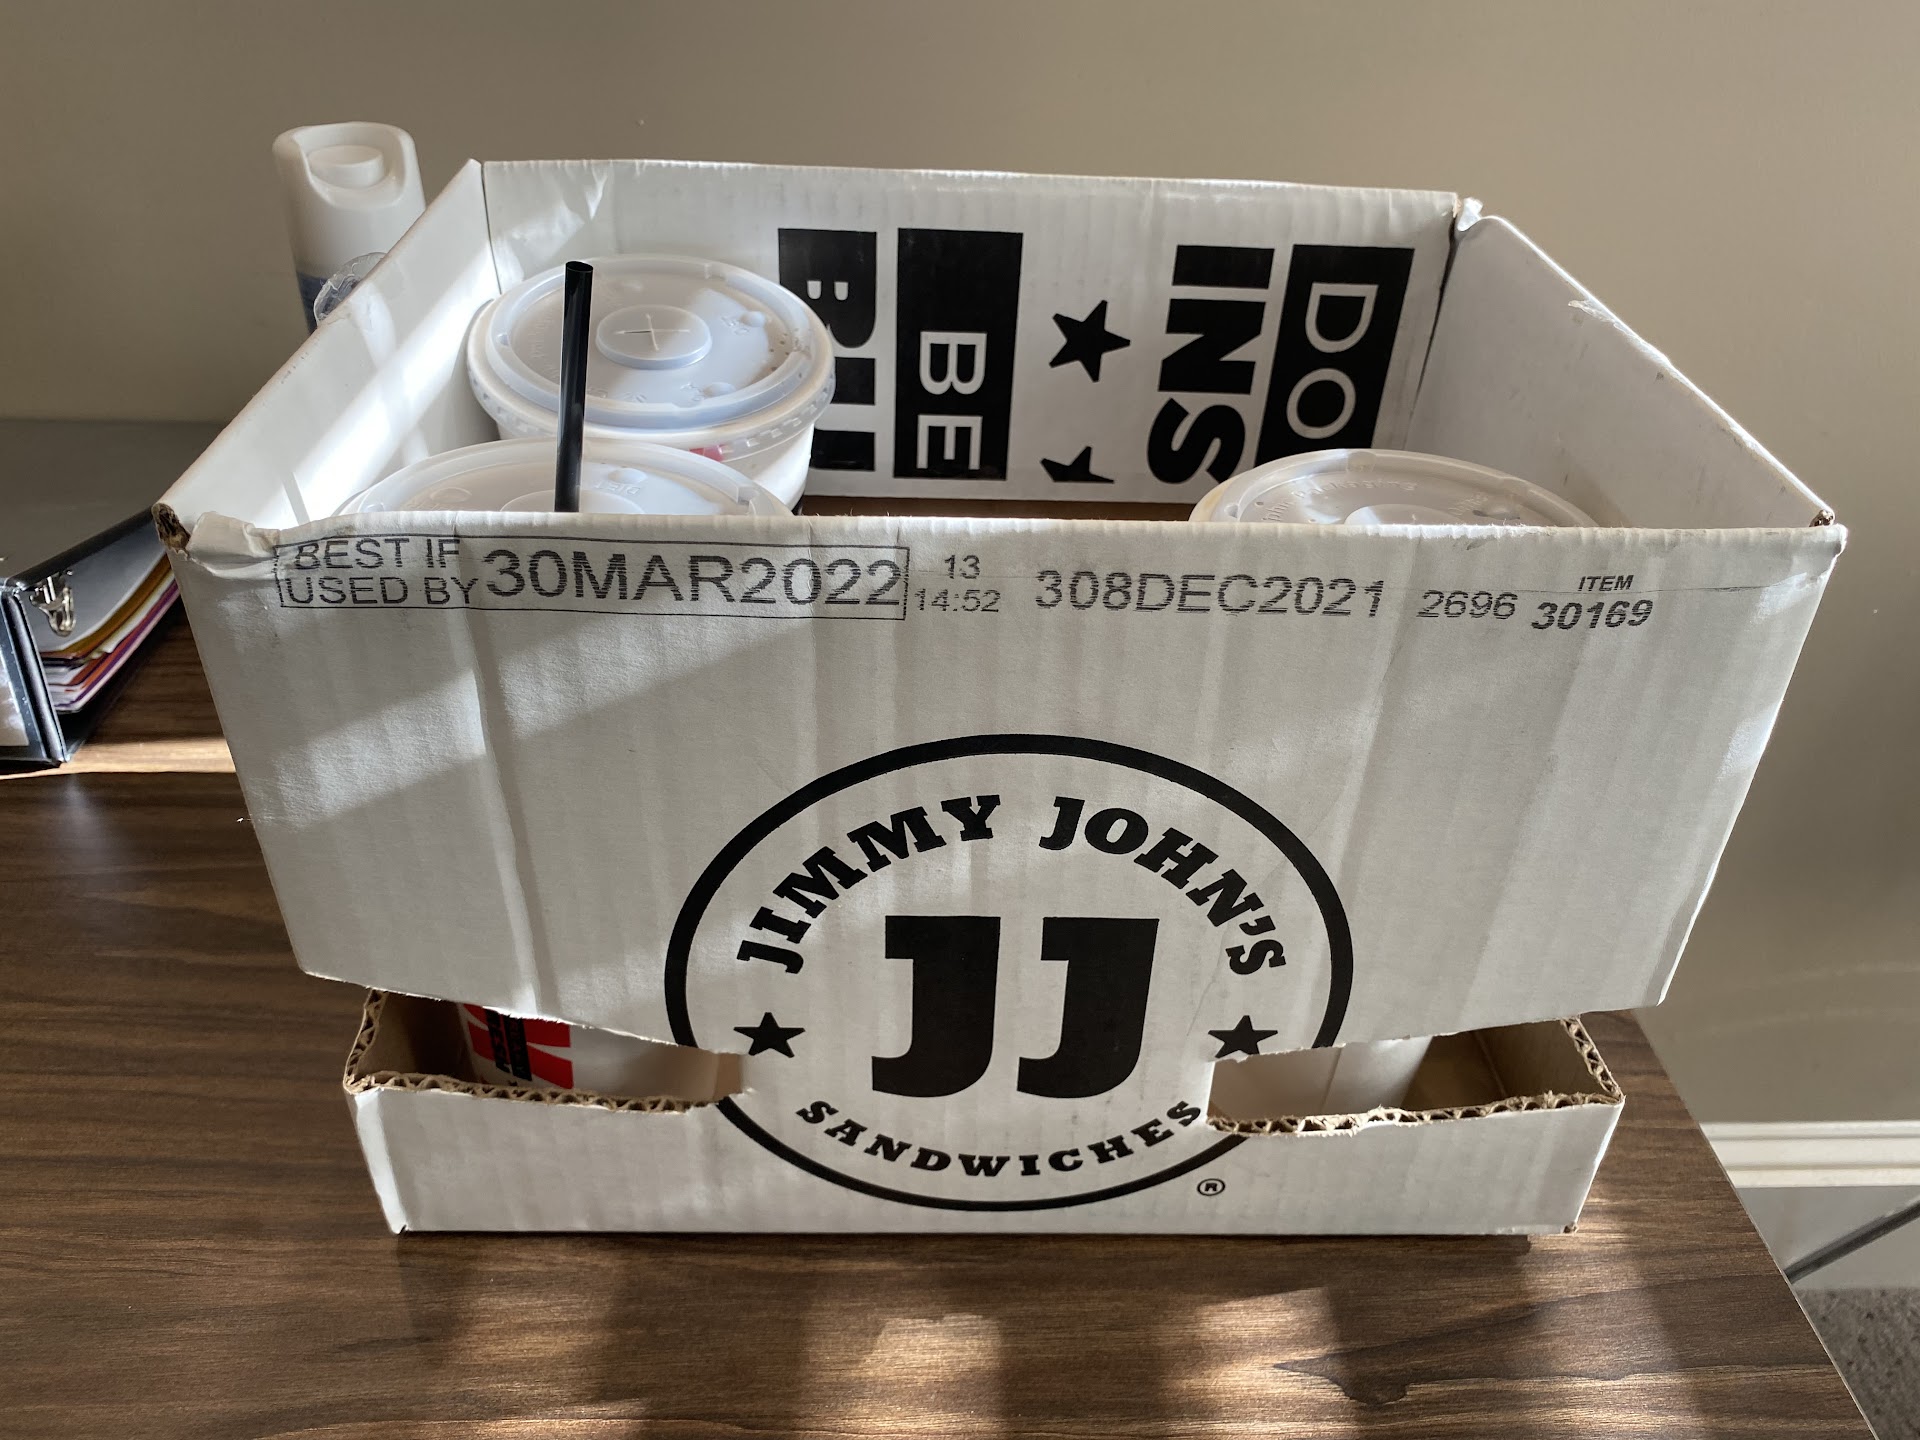 DO
INS
BE
BEST IF
USED BY 30MAR2022
13
14:52
308DEC2021
2696
ITEM
30169
JIMMY JOHN'S
JJ
SANDWICHES
®